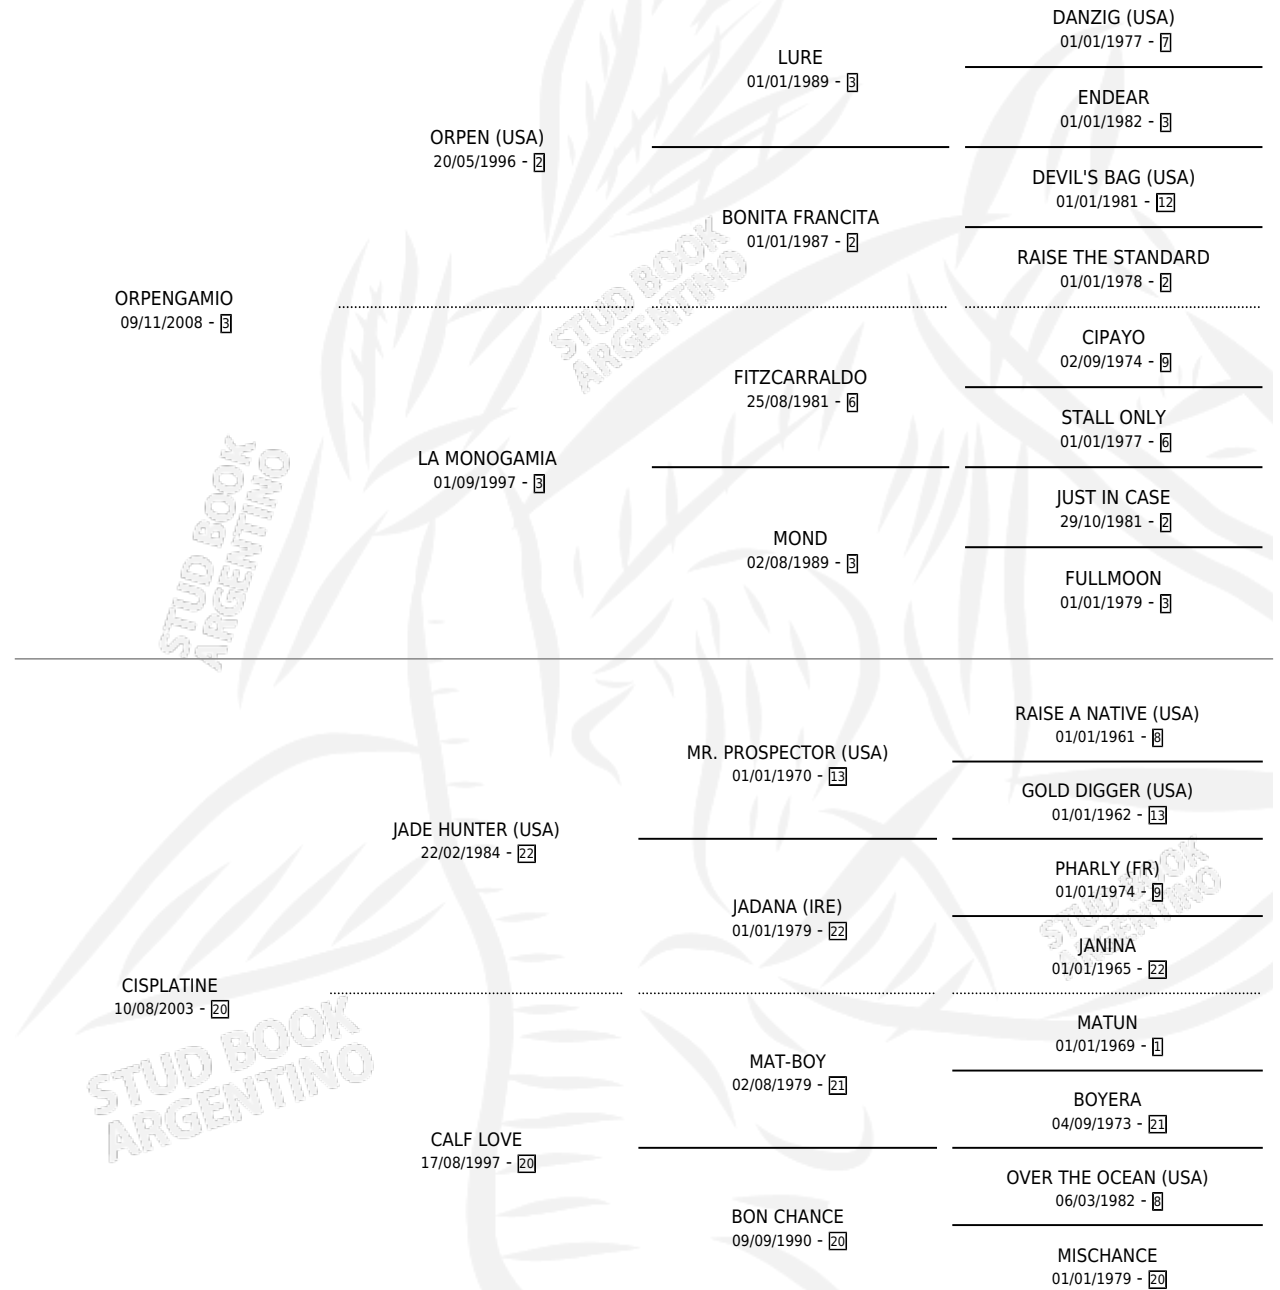 DANZIG (USA)
01/01/1977 - 7
LURE
01/01/1989 - 3
ENDEAR
01/01/1982 - 3
ORPEN (USA)
20/05/1996 - 2
DEVIL'S BAG (USA)
01/01/1981 - 12
BONITA FRANCITA
01/01/1987 - 2
RAISE THE STANDARD
01/01/1978 - 2
ORPENGAMIO
09/11/2008 - 3
CIPAYO
02/09/1974 - 9
FITZCARRALDO
25/08/1981 - 6
STALL ONLY
01/01/1977 - 6
LA MONOGAMIA
01/09/1997 - 3
JUST IN CASE
29/10/1981 - 2
MOND
02/08/1989 - 3
FULLMOON
01/01/1979 - 3
RAISE A NATIVE (USA)
01/01/1961 - 8
MR. PROSPECTOR (USA)
01/01/1970 - 13
GOLD DIGGER (USA)
01/01/1962 - 13
JADE HUNTER (USA)
22/02/1984 - 22
PHARLY (FR)
01/01/1974 - 9
JADANA (IRE)
01/01/1979 - 22
JANINA
01/01/1965 - 22
CISPLATINE
10/08/2003 - 20
MATUN
01/01/1969 - 1
MAT-BOY
02/08/1979 - 21
BOYERA
04/09/1973 - 21
CALF LOVE
17/08/1997 - 20
OVER THE OCEAN (USA)
06/03/1982 - 8
BON CHANCE
09/09/1990 - 20
MISCHANCE
01/01/1979 - 20
STUD BOOK
ARGENTINO
STUD BOOK
ARGENTINO
STUD BOOK
ARGENTINO
STUD BOOK
ARGENTINO